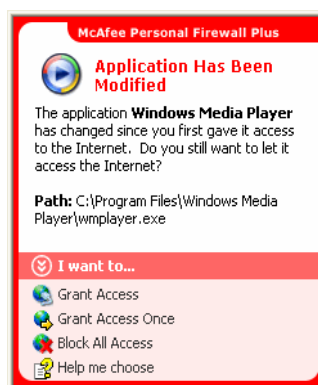 McAfee Personal Firewall Plus
Application Has Been
Modified
The application Windows Media Player
has changed since you first gave it access
to the Internet. Do you still want to let it
access the Internet?
Path: C:\Program Files\Windows Media
Player\wmplayer.exe
I want to...
Grant Access
Grant Access Once
Block All Access
Help me choose